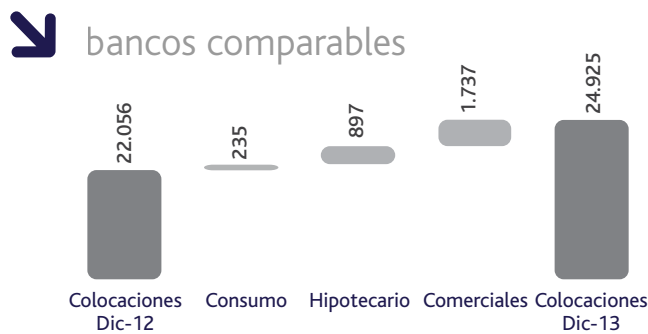 bancos comparables
22.056
235
897
1.737
24.925
Colocaciones
Dic-12
Consumo
Hipotecario
Comerciales
Colocaciones
Dic-13